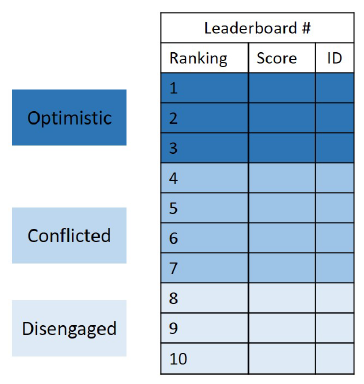 Leaderboard #
Ranking Score ID
1
2
3
4
5
6
7
8
9
10
Optimistic
Conflicted
Disengaged